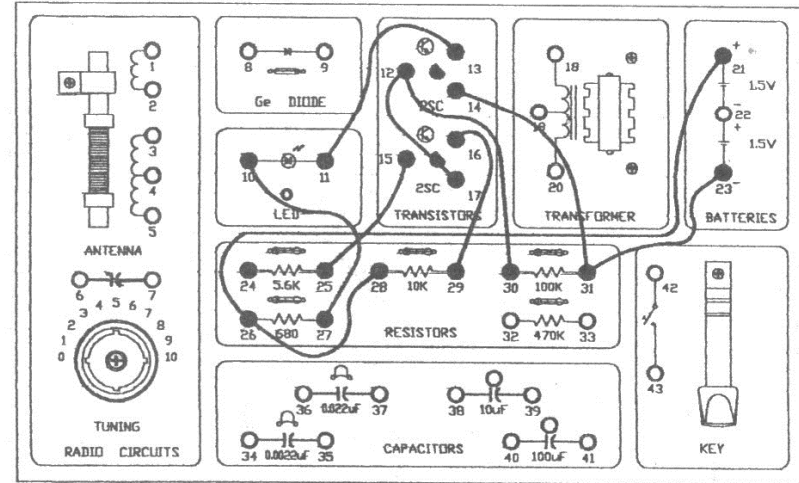 1
2
3
4
5
ANTENNA
6
7
0
1
2
3
4
5
6
7
8
9
10
TUNING
RADIO CIRCUITS
8
9
Ge DIODE
10
11
LED
12
13
14
2SC
15
16
17
2SC
TRANSISTORS
18
19
20
TRANSFORMER
+
21
1.5V
-
22
+
1.5V
23
-
BATTERIES
24
5.6K
25
28
10K
29
30
100K
31
26
680
27
32
470K
33
RESISTORS
36
0.022uF
37
38
10uF
39
34
0.0022uF
35
40
100uF
41
CAPACITORS
42
43
KEY